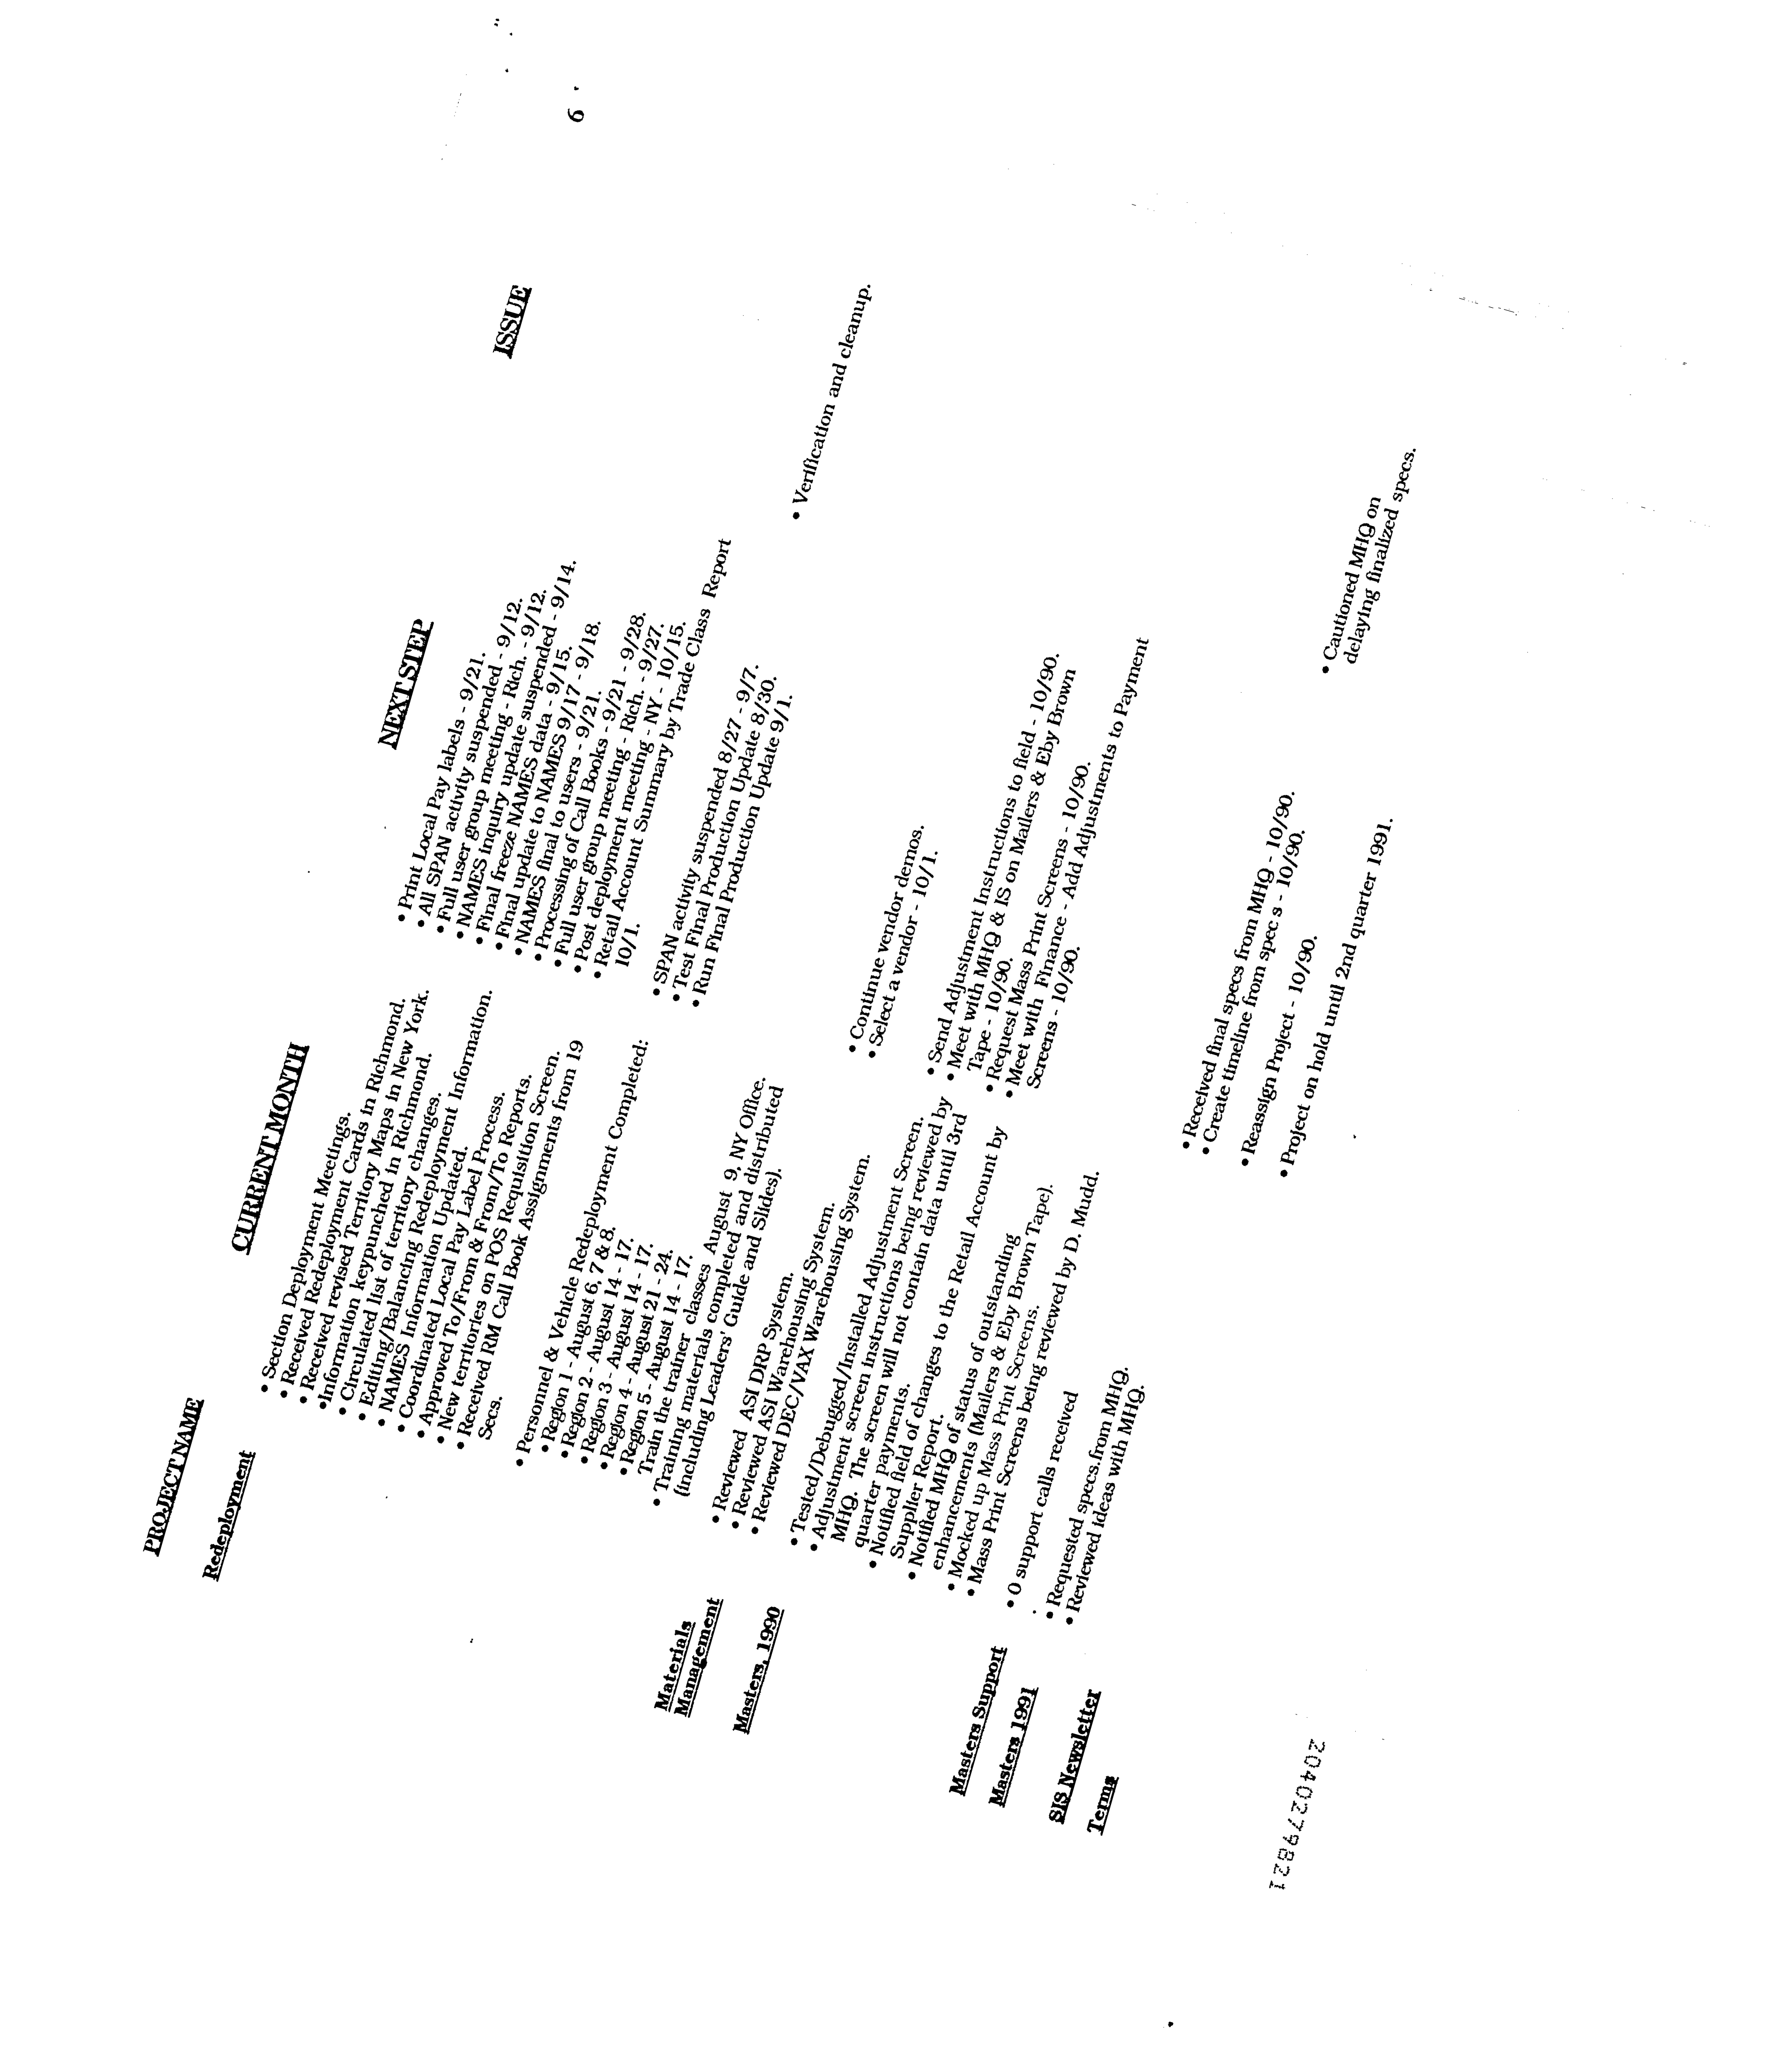 6
PROJECT NAME
CURRENT MONTH
NEXT STEP
ISSUE
Redeployment
• Section Deployment Meetings.
• Received Redeployment Cards in Richmond.
• Received revised Territory Maps in New York.
•Information keypunched in Richmond.
• Circulated list of territory changes.
• Editing/Balancing Redeployment Information.
• NAMES Information Updated.
• Coordinated Local Pay Label Process.
• Approved To/From & From/To Reports.
• New territories on POS Requisition Screen.
• Received RM Call Book Assignments from 19
Secs.
• Print Local Pay labels - 9/21.
• All SPAN activity suspended - 9/12.
• Full user group meeting - Rich. - 9/12.
• NAMES inquiry update suspended - 9/14.
• Final freeze NAMES data - 9/15.
• Final update to NAMES 9/17 - 9/18.
• NAMES final to users - 9/21.
• Processing of Call Books - 9/21 - 9/28.
• Full user group meeting - Rich. - 9/27.
• Post deployment meeting - NY - 10/15.
• Retail Account Summary by Trade Class Report
10/1.
• Personnel & Vehicle Redeployment Completed:
• Region 1 - August 6, 7 & 8.
• Region 2 - August 14 - 17.
• Region 3 - August 14 - 17.
• Region 4 - August 21 - 24.
• Region 5 - August 14 - 17.
Train the trainer classes August 9, NY Office.
• Training materials completed and distributed
(including Leaders' Guide and Slides).
• SPAN activity suspended 8/27 - 9/7.
• Test Final Production Update 8/30.
• Run Final Production Update 9/1.
• Verification and cleanup.
Materials
Management
• Reviewed ASI DRP System.
• Reviewed ASI Warehousing System.
• Reviewed DEC/VAX Warehousing System.
• Continue vendor demos.
• Select a vendor - 10/1.
Masters, 1990
• Tested/Debugged/Installed Adjustment Screen.
• Adjustment screen instructions being reviewed by
MHQ. The screen will not contain data until 3rd
quarter payments.
• Notified field of changes to the Retail Account by
Supplier Report.
• Notified MHQ of status of outstanding
enhancements (Mailers & Eby Brown Tape).
• Mocked up Mass Print Screens.
• Mass Print Screens being reviewed by D. Mudd.
• Send Adjustment Instructions to field - 10/90.
• Meet with MHQ & IS on Mailers & Eby Brown
Tape - 10/90.
• Request Mass Print Screens - 10/90.
• Meet with Finance - Add Adjustments to Payment
Screens - 10/90.
Masters Support
• 0 support calls received
Masters 1991
• Requested specs.from MHQ.
• Reviewed ideas with MHQ.
• Received final specs from MHQ - 10/90.
• Create timeline from spec s - 10/90.
• Cautioned MHQ on
delaying finalized specs.
SIS Newsletter
• Reassign Project - 10/90.
Terms
• Project on hold until 2nd quarter 1991.
2040279821